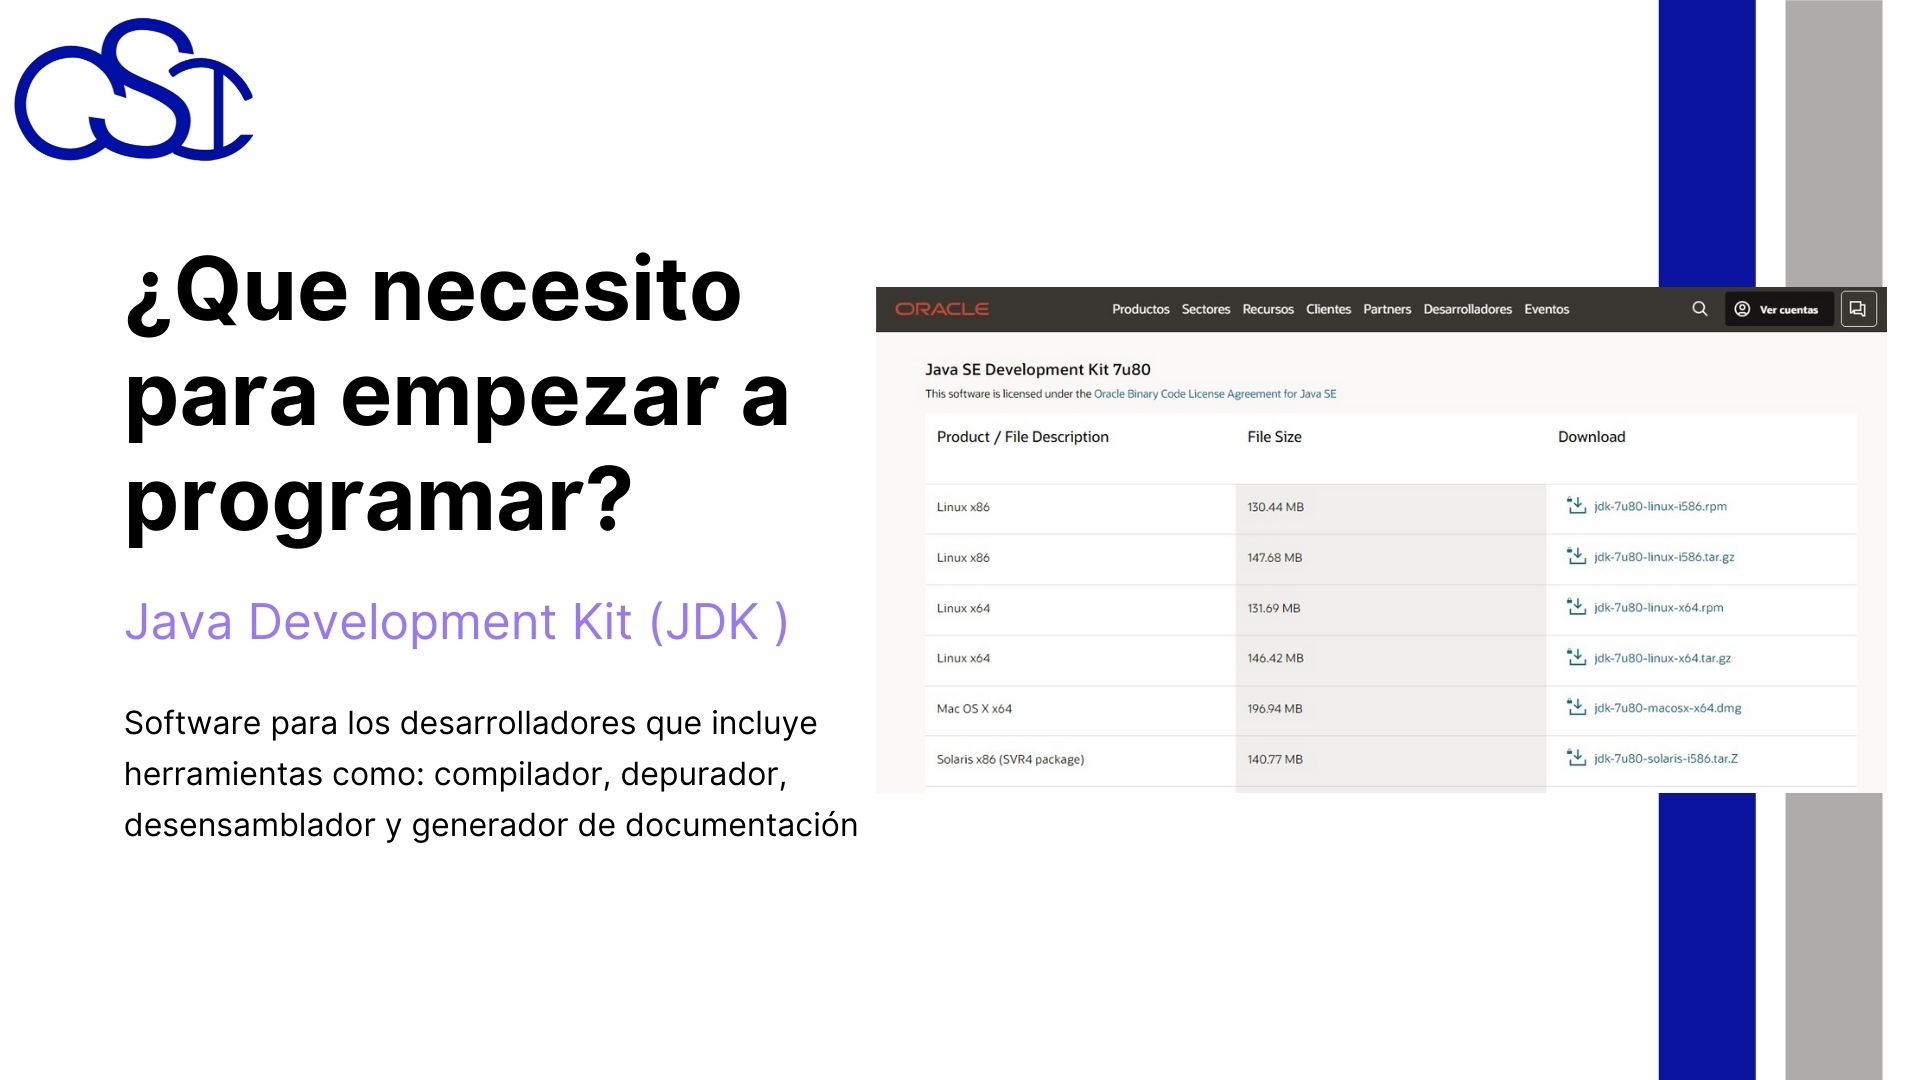 CSTI
¿Que necesito
para empezar a
programar?
Java Development Kit (JDK )
Software para los desarrolladores que incluye
herramientas como: compilador, depurador,
desensamblador y generador de documentación
ORACLE Productos Sectores Recursos Clientes Partners Desarrolladores Eventos Ver cuentas
Java SE Development Kit 7u80
This software is licensed under the Oracle Binary Code License Agreement for Java SE
Product / File Description File Size Download
Linux x86 130.44 MB jdk-7u80-linux-i586.rpm
Linux x86 147.68 MB jdk-7u80-linux-i586.tar.gz
Linux x64 131.69 MB jdk-7u80-linux-x64.rpm
Linux x64 146.42 MB jdk-7u80-linux-x64.tar.gz
Mac OS X x64 196.94 MB jdk-7u80-macosx-x64.dmg
Solaris x86 (SVR4 package) 140.77 MB jdk-7u80-solaris-i586.tar.Z